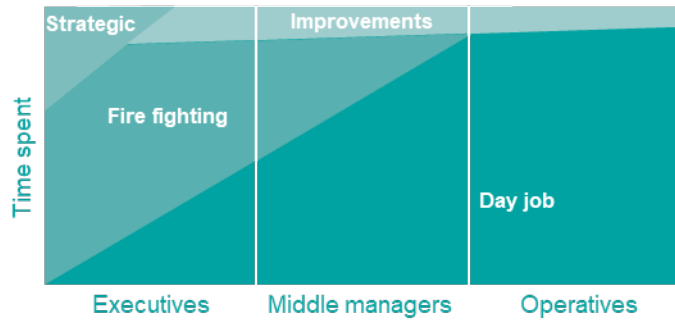 Strategic
Improvements
Fire fighting
Time spent
Day job
Executives
Middle managers
Operatives